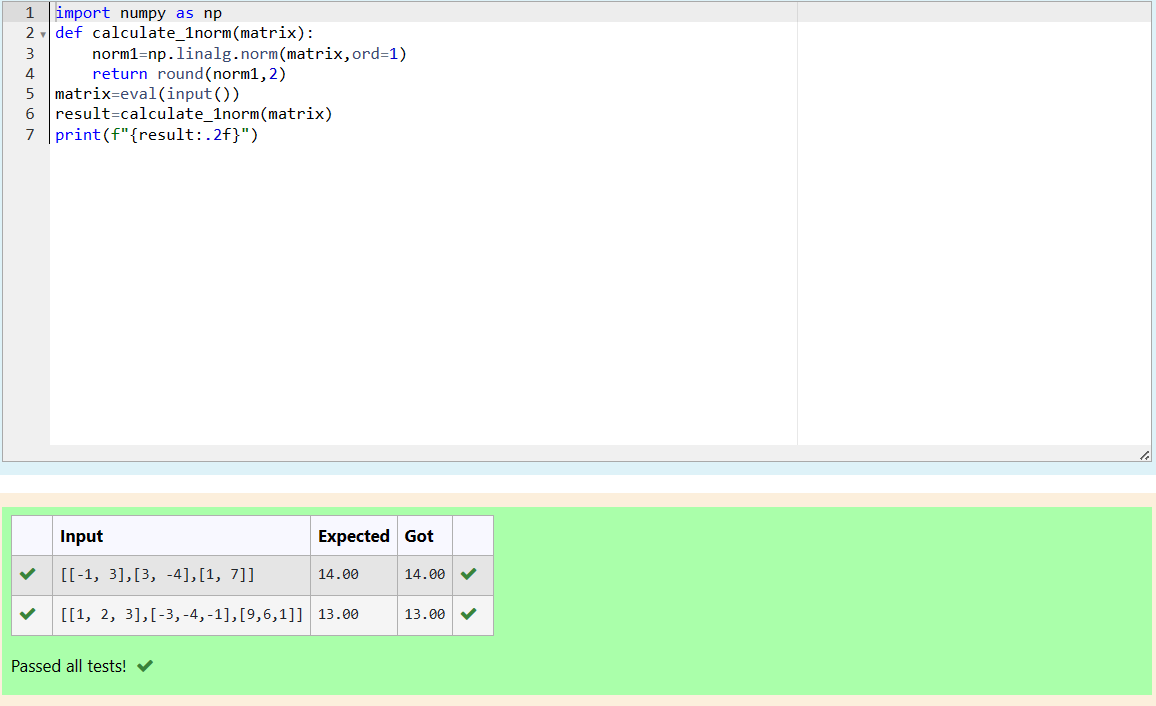 1 import numpy as np
2 def calculate_1norm(matrix):
3     norm1=np.linalg.norm(matrix,ord=1)
4     return round(norm1,2)
5 matrix=eval(input())
6 result=calculate_1norm(matrix)
7 print(f"{result:.2f}")
Input Expected Got
[[-1, 3],[3, -4],[1, 7]] 14.00 14.00
[[1, 2, 3],[-3,-4,-1],[9,6,1]] 13.00 13.00
Passed all tests!